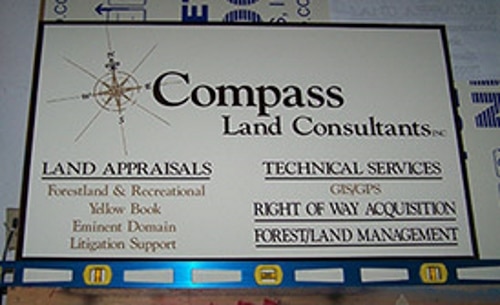 N
W E
S
Compass
Land Consultants INC
LAND APPRAISALS
Forestland & Recreational
Yellow Book
Eminent Domain
Litigation Support
TECHNICAL SERVICES
GIS/GPS
RIGHT OF WAY ACQUISITION
FOREST/LAND MANAGEMENT